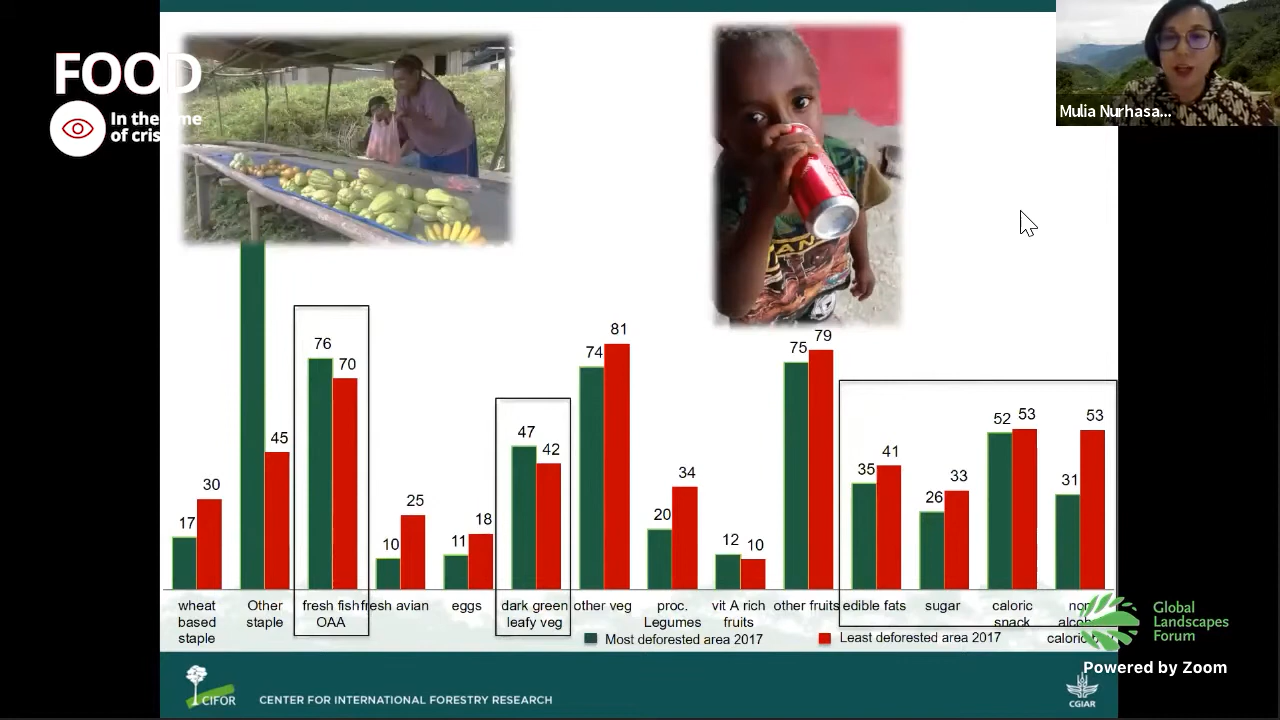 FOOD
In the me
of cris
Mulia Nurhasa...
76
70
45
30
17
10
25
11
18
47
42
74
81
20
34
12
10
75
79
35
41
26
33
52
53
31
53
wheat
based
staple
Other
staple
fresh fish
OAA
fresh avian
eggs
dark green
leafy veg
other veg
proc.
Legumes
vit A rich
fruits
other fruits
edible fats
sugar
caloric
snack
Most deforested area 2017
Least deforested area 2017
Global
Landscapes
Forum
Powered by Zoom
CIFOR
CENTER FOR INTERNATIONAL FORESTRY RESEARCH
CGIAR